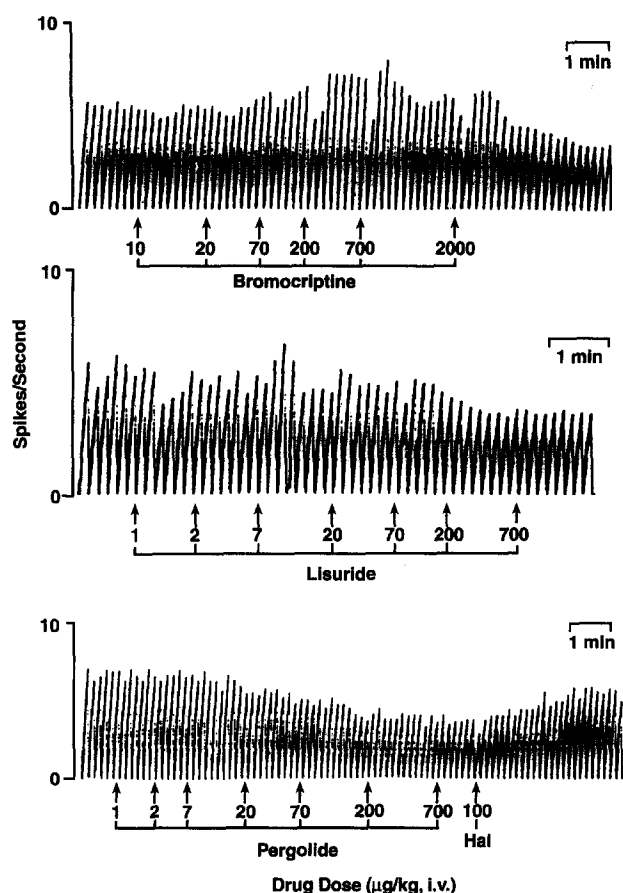 10
1 min
0
10 20 70 200 700 2000
Bromocriptine
10
1 min
Spikes/Second
0
1 2 7 20 70 200 700
Lisuride
10
1 min
0
1 2 7 20 70 200 700 100
Pergolide Hal
Drug Dose (μg/kg, i.v.)